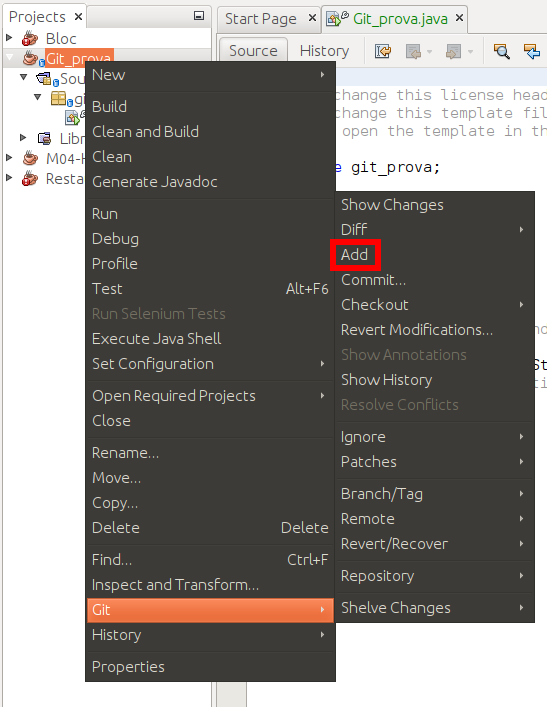 Projects
Start Page
Git_prova.java
Source
History
Bloc
Git_prova
Sou
gi
Libr
M04-
Resta
change this license head
change this template fil
open the template in th
git_prova;
New
Build
Clean and Build
Clean
Generate Javadoc
Run
Debug
Profile
Test Alt+F6
Run Selenium Tests
Execute Java Shell
Set Configuration
Open Required Projects
Close
Rename...
Move...
Copy...
Delete Delete
Find... Ctrl+F
Inspect and Transform...
Git
History
Properties
Show Changes
Diff
Add
Commit...
Checkout
Revert Modifications...
Show Annotations
Show History
Resolve Conflicts
Ignore
Patches
Branch/Tag
Remote
Revert/Recover
Repository
Shelve Changes